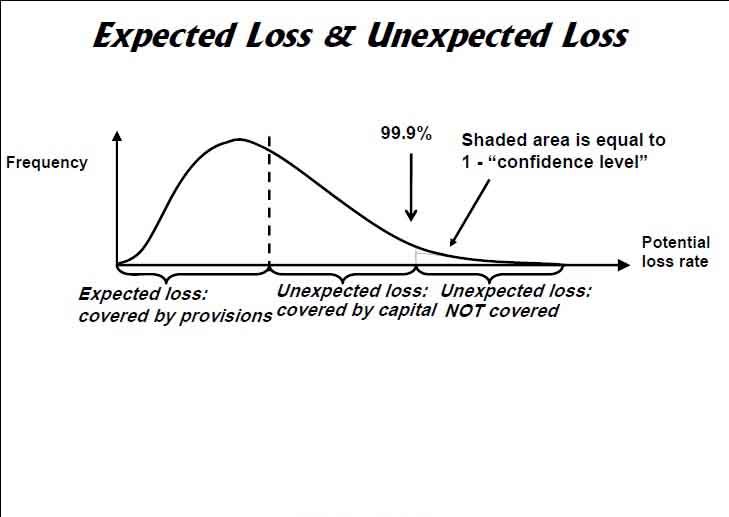 Expected Loss & Unexpected Loss
99.9%
Shaded area is equal to
1 - "confidence level"
Frequency
Potential
loss rate
Expected loss:
covered by provisions
Unexpected loss:
covered by capital
Unexpected loss:
NOT covered